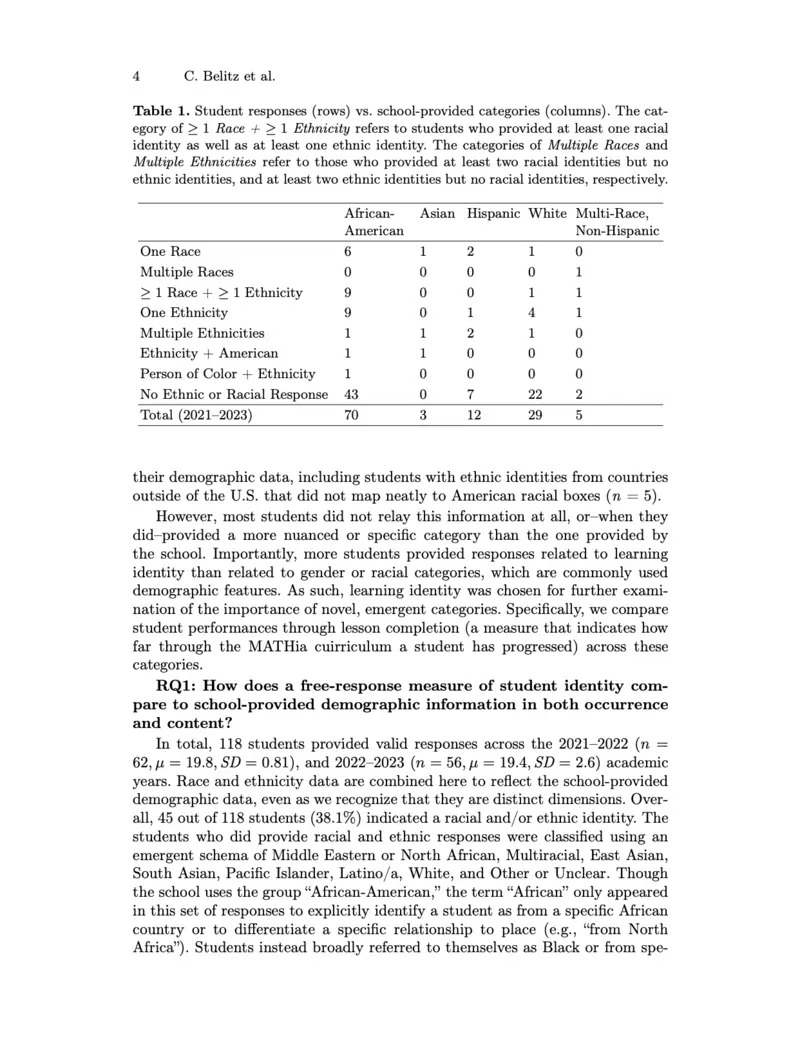 4 C. Belitz et al.
Table 1. Student responses (rows) vs. school-provided categories (columns). The cat-
egory of ≥ 1 Race + ≥ 1 Ethnicity refers to students who provided at least one racial
identity as well as at least one ethnic identity. The categories of Multiple Races and
Multiple Ethnicities refer to those who provided at least two racial identities but no
ethnic identities, and at least two ethnic identities but no racial identities, respectively.
African- Asian Hispanic White Multi-Race,
American Non-Hispanic
One Race 6 1 2 1 0
Multiple Races 0 0 0 0 1
≥ 1 Race + ≥ 1 Ethnicity 9 0 0 1 1
One Ethnicity 9 0 1 4 1
Multiple Ethnicities 1 1 2 1 0
Ethnicity + American 1 1 0 0 0
Person of Color + Ethnicity 1 0 0 0 0
No Ethnic or Racial Response 43 0 7 22 2
Total (2021–2023) 70 3 12 29 5
their demographic data, including students with ethnic identities from countries
outside of the U.S. that did not map neatly to American racial boxes (n = 5).
However, most students did not relay this information at all, or–when they
did–provided a more nuanced or specific category than the one provided by
the school. Importantly, more students provided responses related to learning
identity than related to gender or racial categories, which are commonly used
demographic features. As such, learning identity was chosen for further exami-
nation of the importance of novel, emergent categories. Specifically, we compare
student performances through lesson completion (a measure that indicates how
far through the MATHia cuirriculum a student has progressed) across these
categories.
RQ1: How does a free-response measure of student identity com-
pare to school-provided demographic information in both occurrence
and content?
In total, 118 students provided valid responses across the 2021–2022 (n =
62, μ = 19.8, SD = 0.81), and 2022–2023 (n = 56, μ = 19.4, SD = 2.6) academic
years. Race and ethnicity data are combined here to reflect the school-provided
demographic data, even as we recognize that they are distinct dimensions. Over-
all, 45 out of 118 students (38.1%) indicated a racial and/or ethnic identity. The
students who did provide racial and ethnic responses were classified using an
emergent schema of Middle Eastern or North African, Multiracial, East Asian,
South Asian, Pacific Islander, Latino/a, White, and Other or Unclear. Though
the school uses the group “African-American,” the term “African” only appeared
in this set of responses to explicitly identify a student as from a specific African
country or to differentiate a specific relationship to place (e.g., “from North
Africa”). Students instead broadly referred to themselves as Black or from spe-